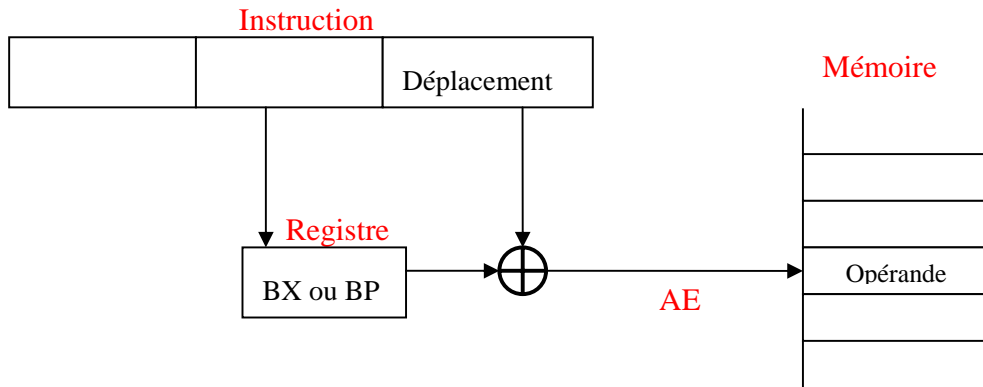 Instruction
Déplacement
Mémoire
Registre
BX ou BP
AE
Opérande